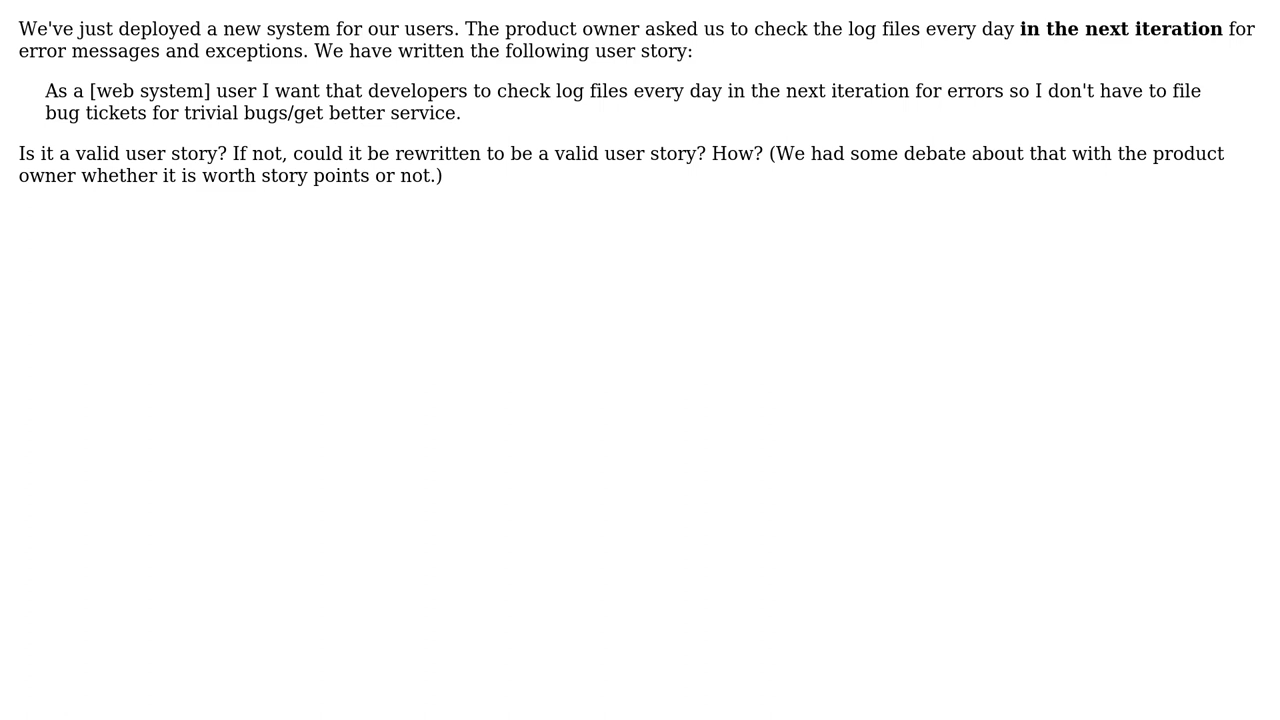 We've just deployed a new system for our users. The product owner asked us to check the log files every day in the next iteration for
error messages and exceptions. We have written the following user story:
As a [web system] user I want that developers to check log files every day in the next iteration for errors so I don't have to file
bug tickets for trivial bugs/get better service.
Is it a valid user story? If not, could it be rewritten to be a valid user story? How? (We had some debate about that with the product
owner whether it is worth story points or not.)